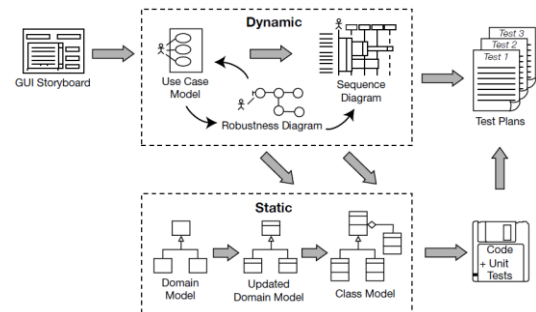 Dynamic
GUI Storyboard
Use Case
Model
Robustness Diagram
Sequence
Diagram
Test 3
Test 2
Test 1
Test Plans
Static
Domain
Model
Updated
Domain Model
Class Model
Code
+ Unit
Tests